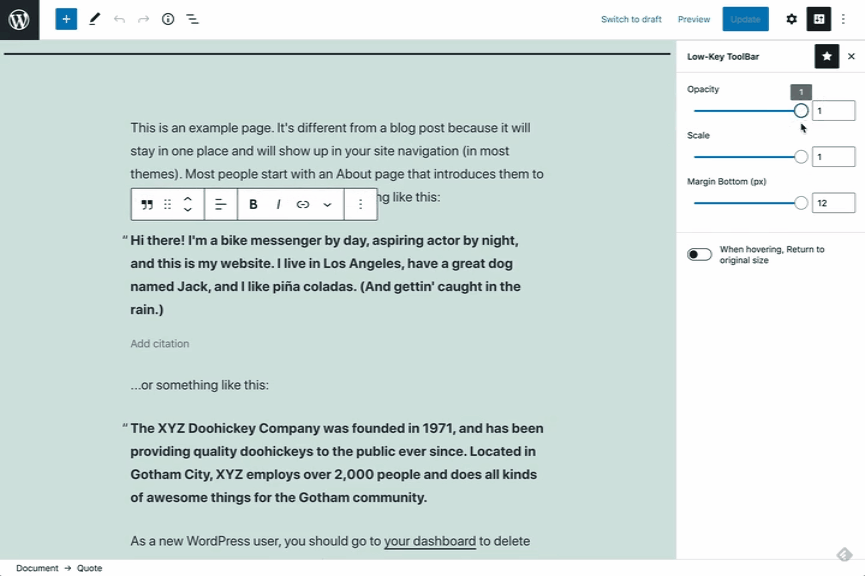 Switch to draft
Preview
Update
Low-Key ToolBar
Opacity
1
1
Scale
1
Margin Bottom (px)
12
When hovering, Return to
original size
This is an example page. It's different from a blog post because it will
stay in one place and will show up in your site navigation (in most
themes). Most people start with an About page that introduces them to
ng like this:
B I
“ Hi there! I'm a bike messenger by day, aspiring actor by night,
and this is my website. I live in Los Angeles, have a great dog
named Jack, and I like piña coladas. (And gettin' caught in the
rain.)
Add citation
...or something like this:
“ The XYZ Doohickey Company was founded in 1971, and has been
providing quality doohickeys to the public ever since. Located in
Gotham City, XYZ employs over 2,000 people and does all kinds
of awesome things for the Gotham community.
As a new WordPress user, you should go to your dashboard to delete
Document → Quote